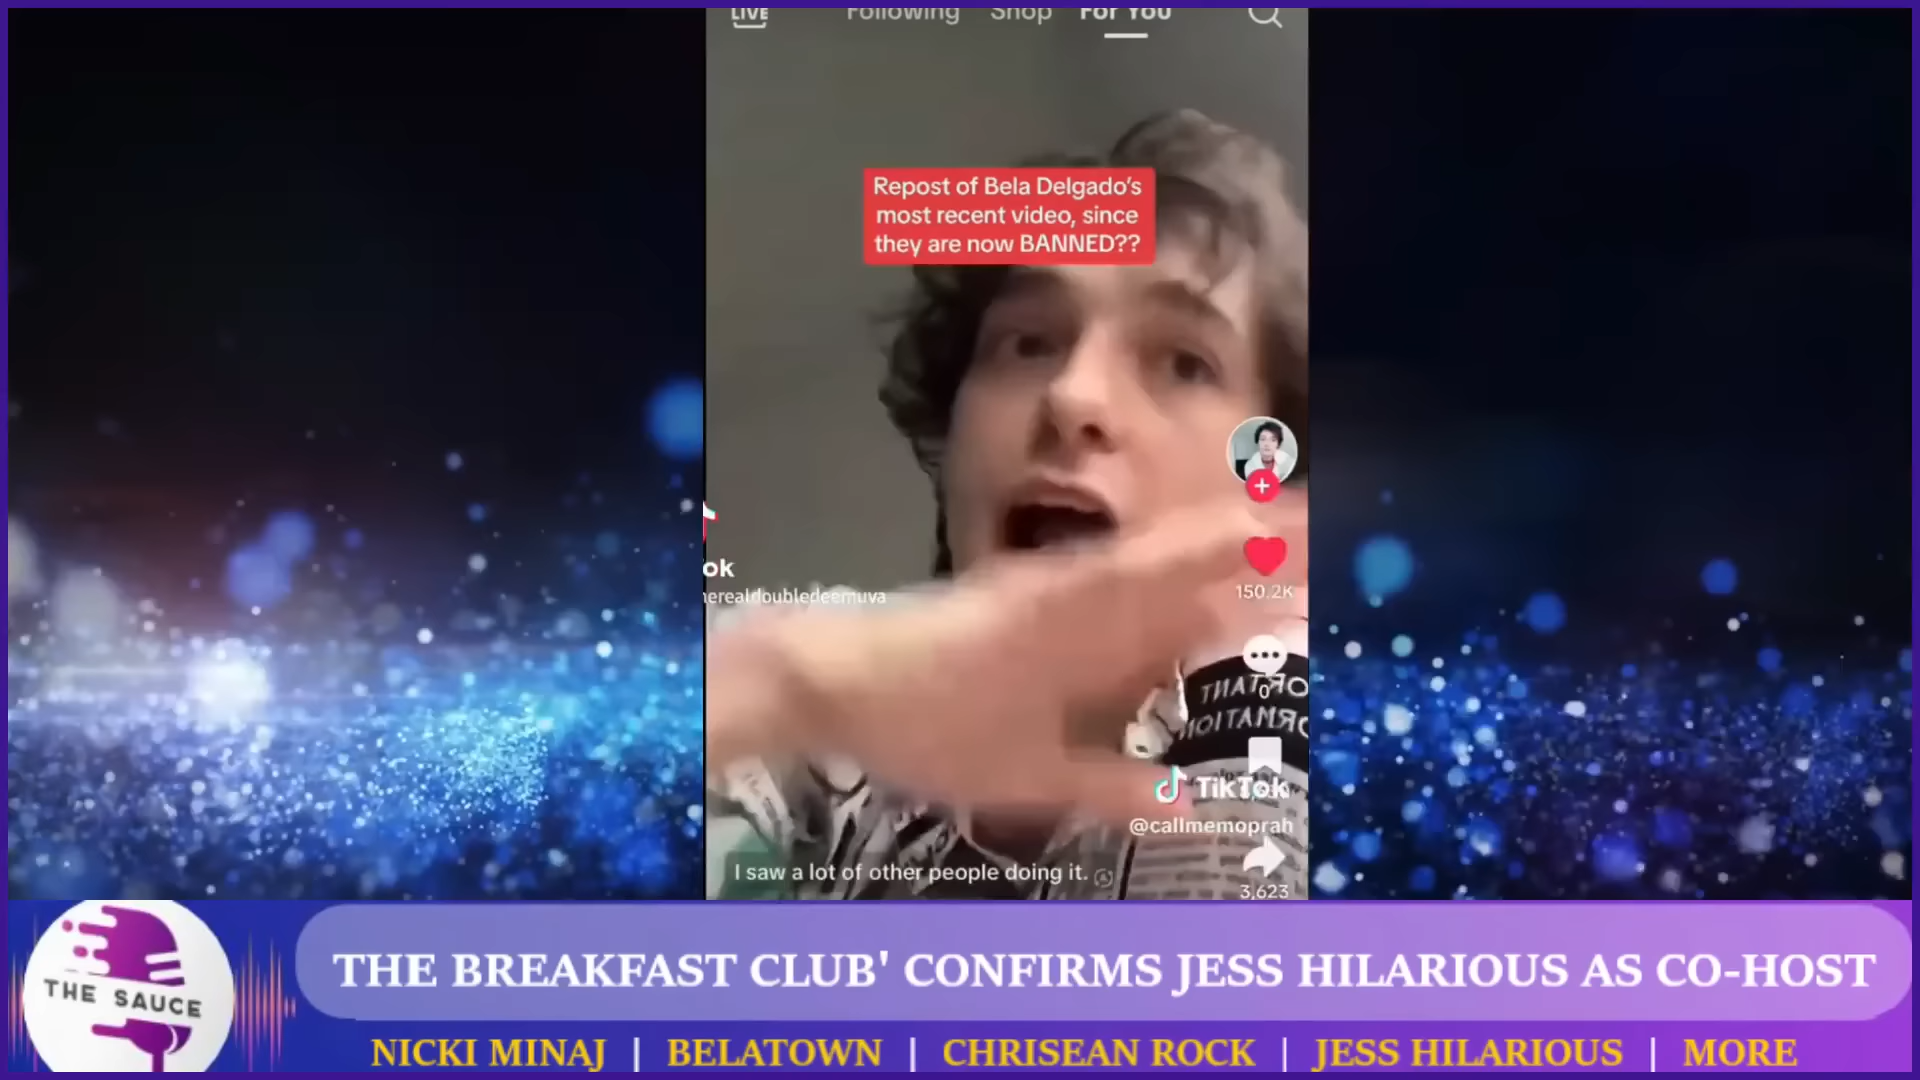 LIVE
Following Shop For You
Repost of Bela Delgado's
most recent video, since
they are now BANNED??
ok
herealdoubledeemuva
150.2K
0
TikTok
@callmemoprah
I saw a lot of other people doing it.
3,623
THE SAUCE
THE BREAKFAST CLUB' CONFIRMS JESS HILARIOUS AS CO-HOST
NICKI MINAJ | BELATOWN | CHRISEAN ROCK | JESS HILARIOUS | MORE